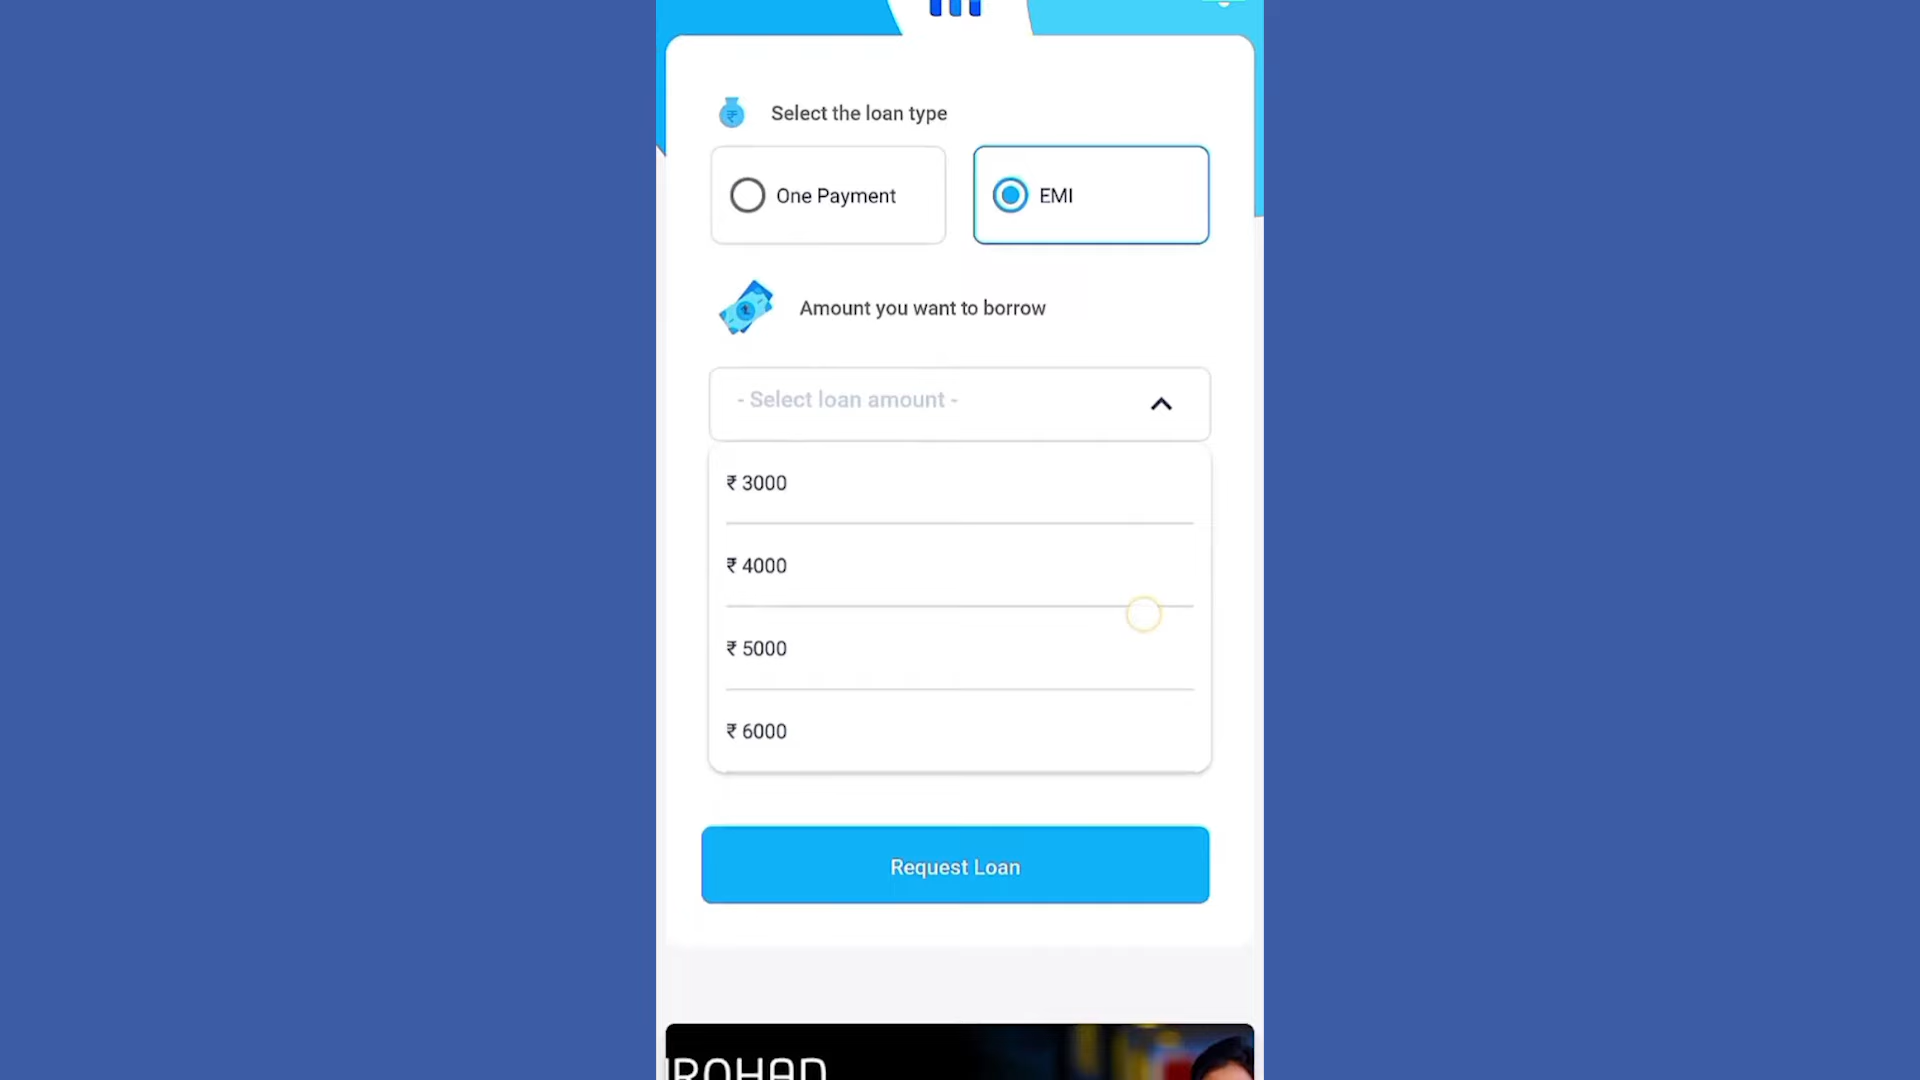 Select the loan type
One Payment
EMI
Amount you want to borrow
- Select loan amount -
₹ 3000
₹ 4000
₹ 5000
₹ 6000
Request Loan